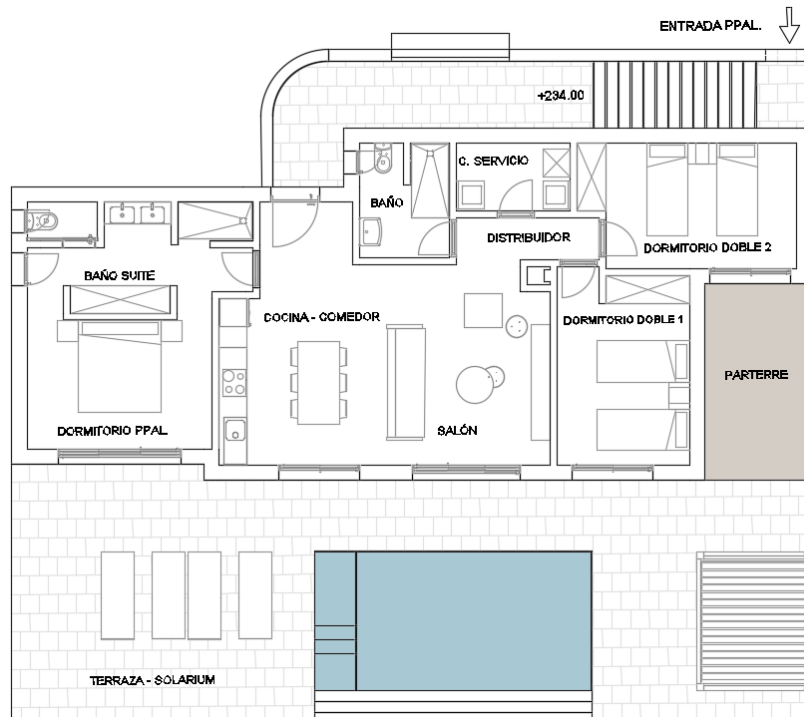 ENTRADA PPAL.
+234.00
C. SERVICIO
BAÑO
DISTRIBUIDOR
DORMITORIO DOBLE 2
BAÑO SUITE
COCINA - COMEDOR
DORMITORIO DOBLE 1
PARTERRE
DORMITORIO PPAL
SALÓN
TERRAZA - SOLARIUM